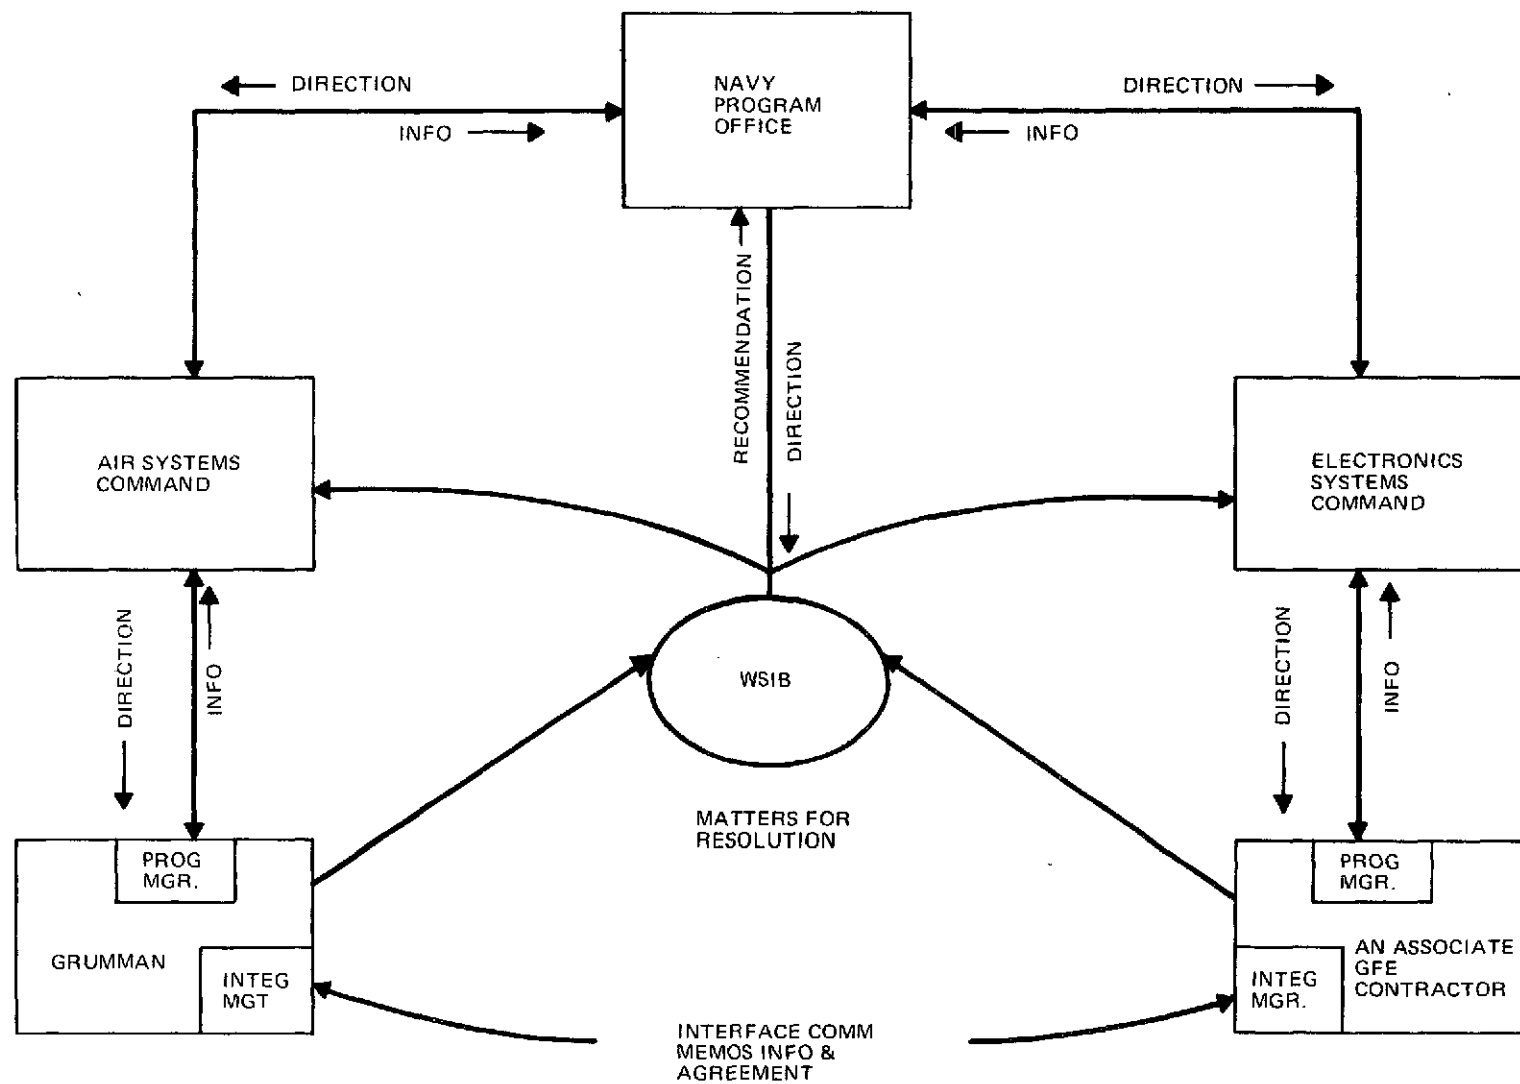 NAVY
PROGRAM
OFFICE
DIRECTION
INFO
DIRECTION
INFO
RECOMMENDATION
DIRECTION
AIR SYSTEMS
COMMAND
ELECTRONICS
SYSTEMS
COMMAND
DIRECTION
INFO
WSIB
DIRECTION
INFO
MATTERS FOR
RESOLUTION
PROG
MGR.
GRUMMAN
INTEG
MGT
PROG
MGR.
AN ASSOCIATE
GFE
CONTRACTOR
INTEG
MGR.
INTERFACE COMM
MEMOS INFO &
AGREEMENT